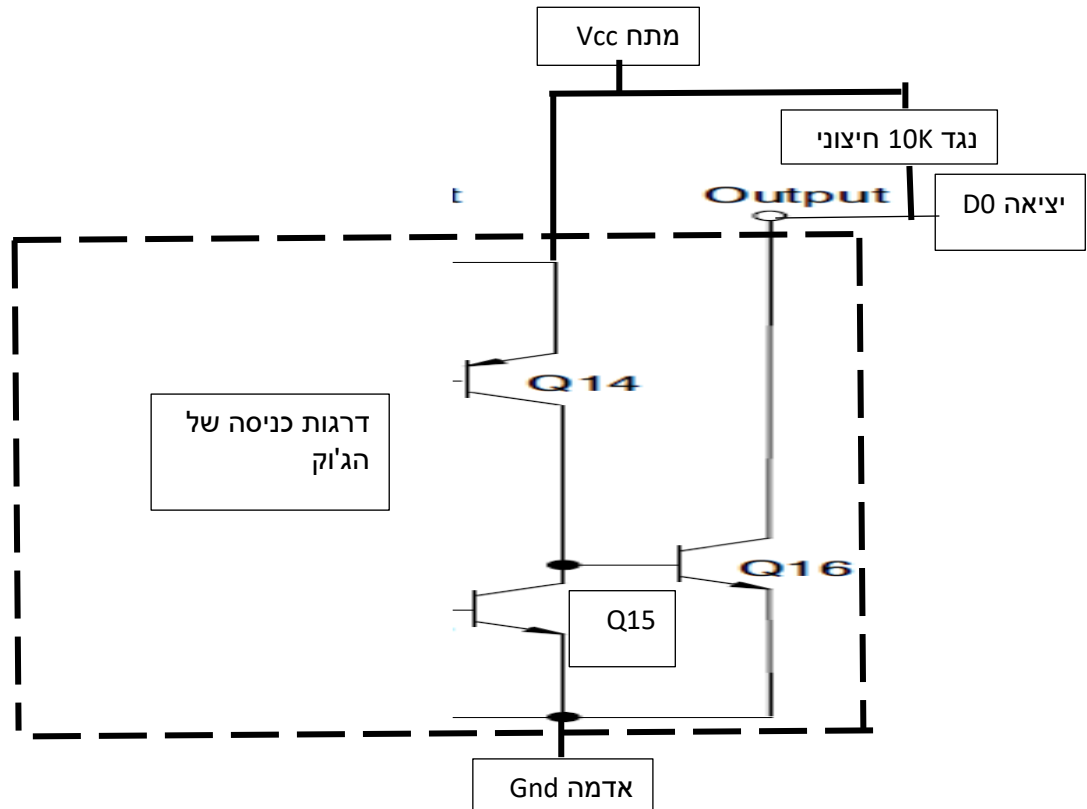 מתח Vcc
נגד 10K חיצוני
t
Output
יציאה D0
Q14
דרגות כניסה של
הג'וק
Q16
Q15
אדמה Gnd